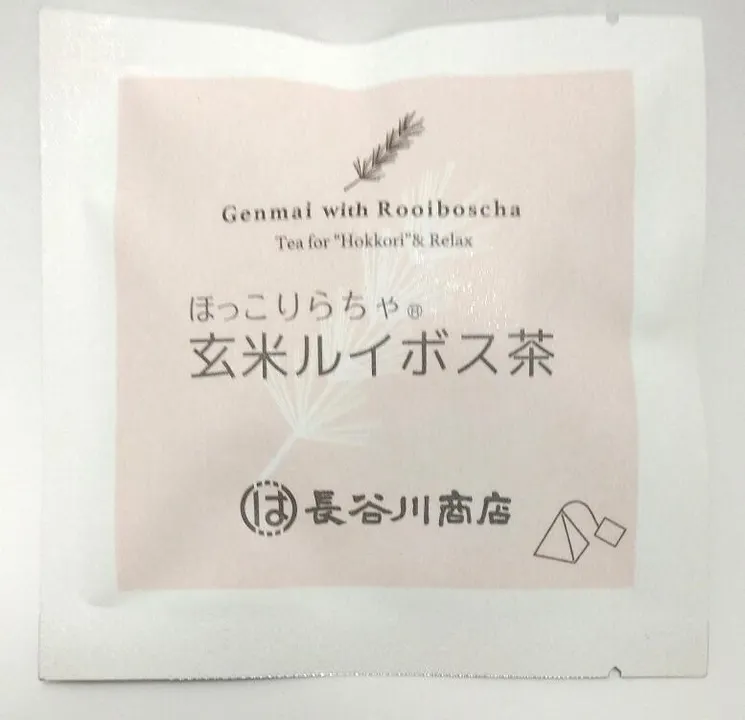 Genmai with Rooiboscha
Tea for "Hokkori"& Relax
ほっこりらちゃ®
玄米ルイボス茶
は 長谷川商店